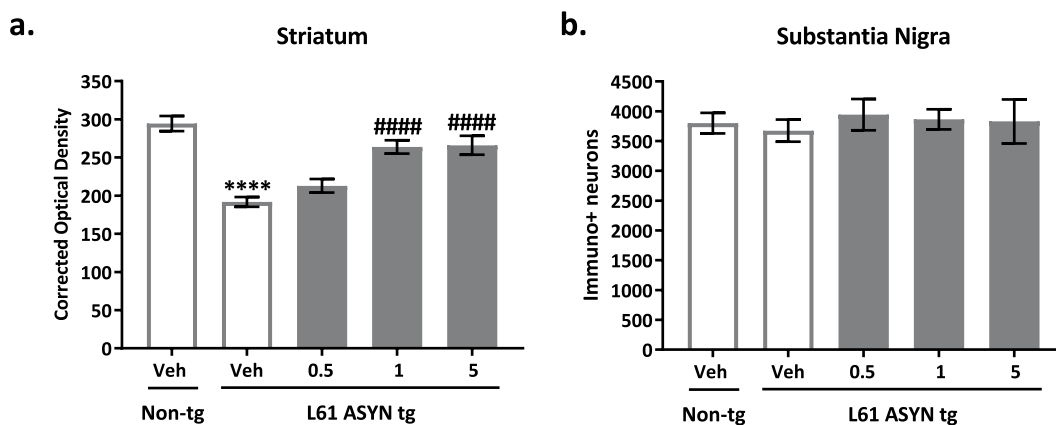 a.
Striatum
Corrected Optical Density
350
300
250
200
150
100
50
0
****
####
####
Veh Veh 0.5 1 5
Non-tg L61 ASYN tg
b.
Substantia Nigra
Immuno+ neurons
4500
4000
3500
3000
2500
2000
3000
1000
500
0
Veh Veh 0.5 1 5
Non-tg L61 ASYN tg